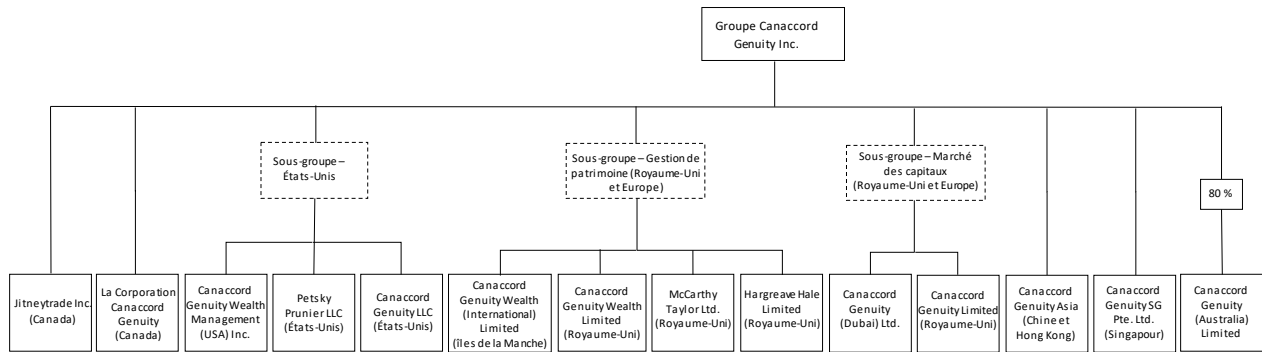 Groupe Canaccord
Genuity Inc.
Sous-groupe –
États-Unis
Sous-groupe – Gestion de
patrimoine (Royaume-Uni
et Europe)
Sous-groupe – Marché
des capitaux
(Royaume-Uni et Europe)
80 %
Jitneytrade Inc.
(Canada)
La Corporation
Canaccord
Genuity
(Canada)
Canaccord
Genuity Wealth
Management
(USA) Inc.
Petsky
Prunier LLC
(États-Unis)
Canaccord
Genuity LLC
(États-Unis)
Canaccord
Genuity Wealth
(International)
Limited
(îles de la Manche)
Canaccord
Genuity Wealth
Limited
(Royaume-Uni)
McCarthy
Taylor Ltd.
(Royaume-Uni)
Hargreave Hale
Limited
(Royaume-Uni)
Canaccord
Genuity
(Dubai) Ltd.
Canaccord
Genuity Limited
(Royaume-Uni)
Canaccord
Genuity Asia
(Chine et
Hong Kong)
Canaccord
Genuity SG
Pte. Ltd.
(Singapour)
Canaccord
Genuity
(Australia)
Limited